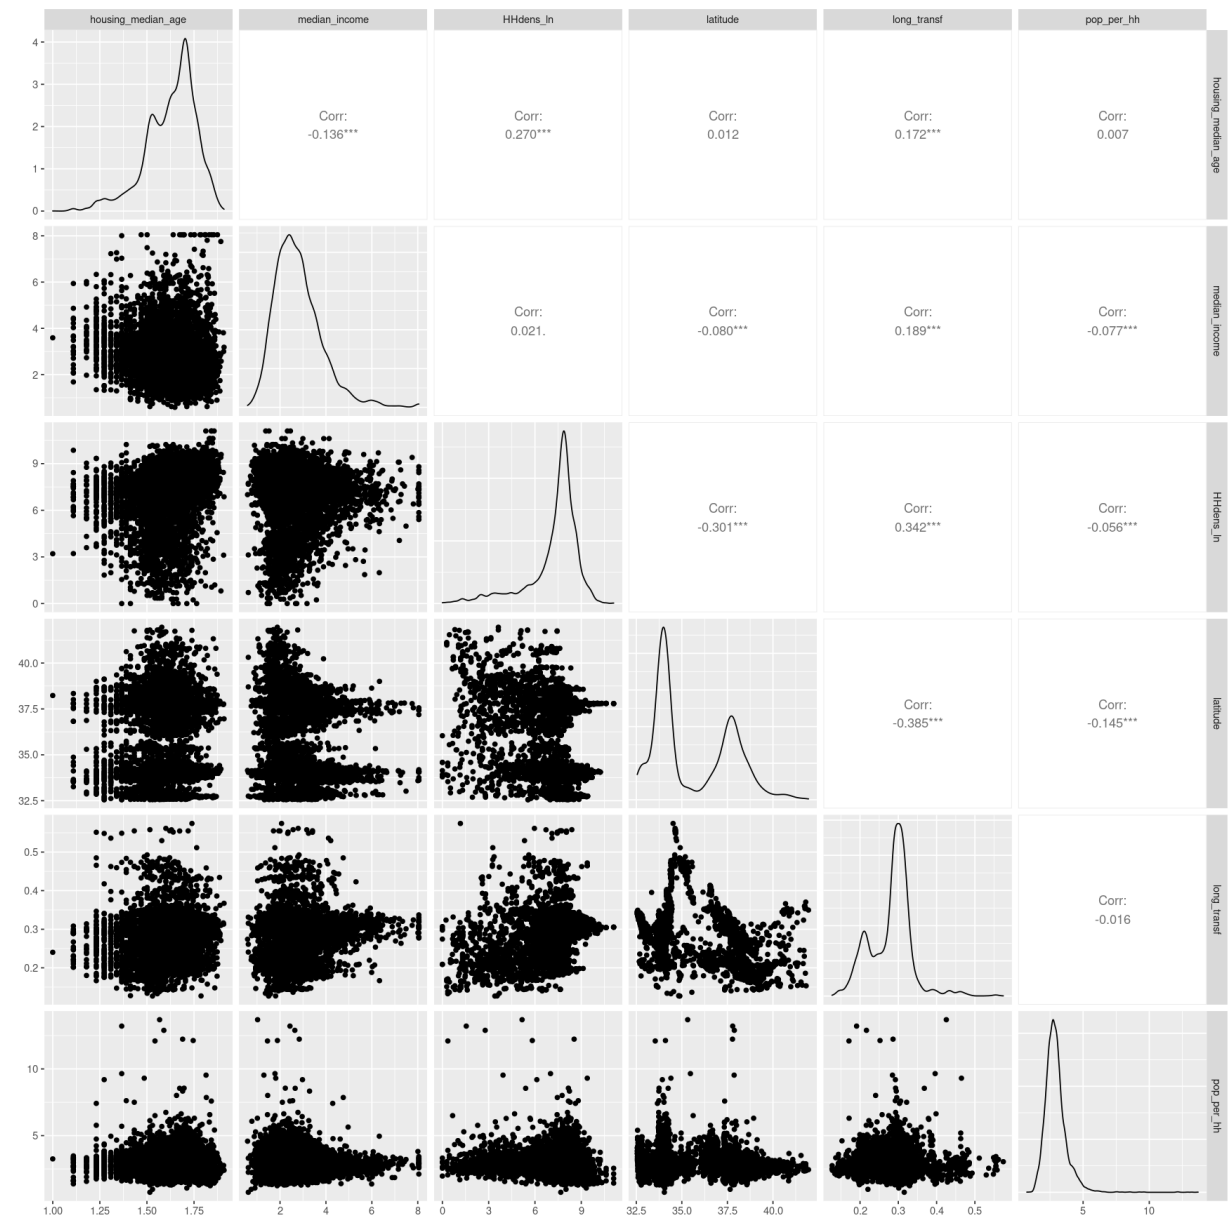 housing_median_age median_income HHdens_ln latitude long_transf pop_per_hh
4
3
2
1
0
Corr:
-0.136***
Corr:
0.270***
Corr:
0.012
Corr:
0.172***
Corr:
0.007
housing_median_age
8
6
4
2
Corr:
0.021.
Corr:
-0.080***
Corr:
0.189***
Corr:
-0.077***
median_income
9
6
3
0
Corr:
-0.301***
Corr:
0.342***
Corr:
-0.056***
HHdens_ln
40.0
37.5
35.0
32.5
Corr:
-0.385***
Corr:
-0.145***
latitude
0.5
0.4
0.3
0.2
Corr:
-0.016
long_transf
10
5
pop_per_hh
1.00 1.25 1.50 1.75 2 4 6 8 0 3 6 9 32.5 35.0 37.5 40.0 0.2 0.3 0.4 0.5 5 10